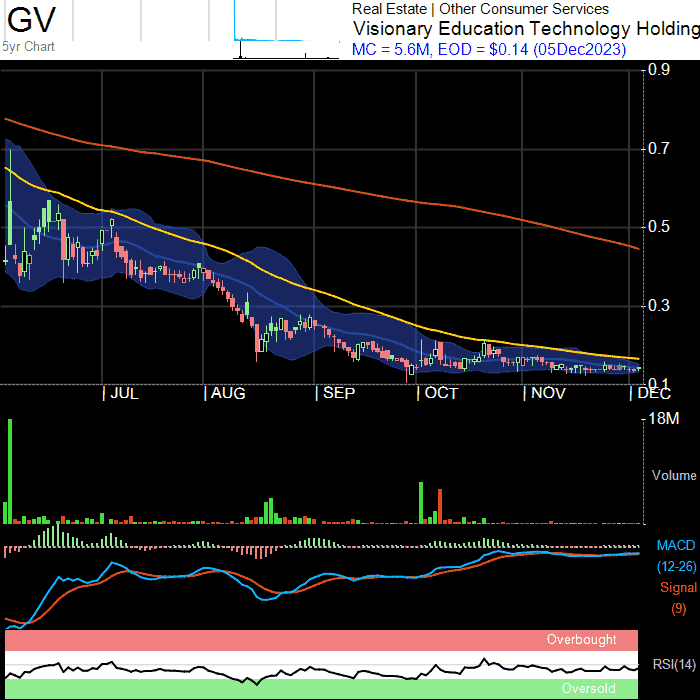 GV
5yr Chart
Real Estate | Other Consumer Services
Visionary Education Technology Holding
MC = 5.6M, EOD = $0.14 (05Dec2023)
0.9
0.7
0.5
0.3
0.1
| JUL
| AUG
| SEP
| OCT
| NOV
| DEC
18M
Volume
MACD
(12-26)
Signal
(9)
Overbought
RSI(14)
Oversold